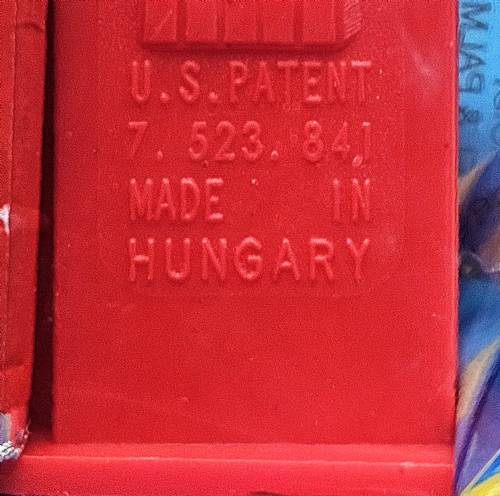 U.S. PATENT
7. 523. 841
MADE IN
HUNGARY